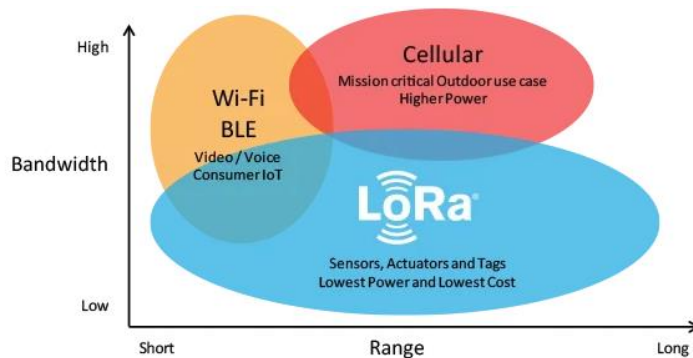 High
Cellular
Mission critical Outdoor use case
Higher Power
Wi-Fi
BLE
Video / Voice
Consumer IoT
Bandwidth
LoRa®
Sensors, Actuators and Tags
Lowest Power and Lowest Cost
Low
Short
Range
Long